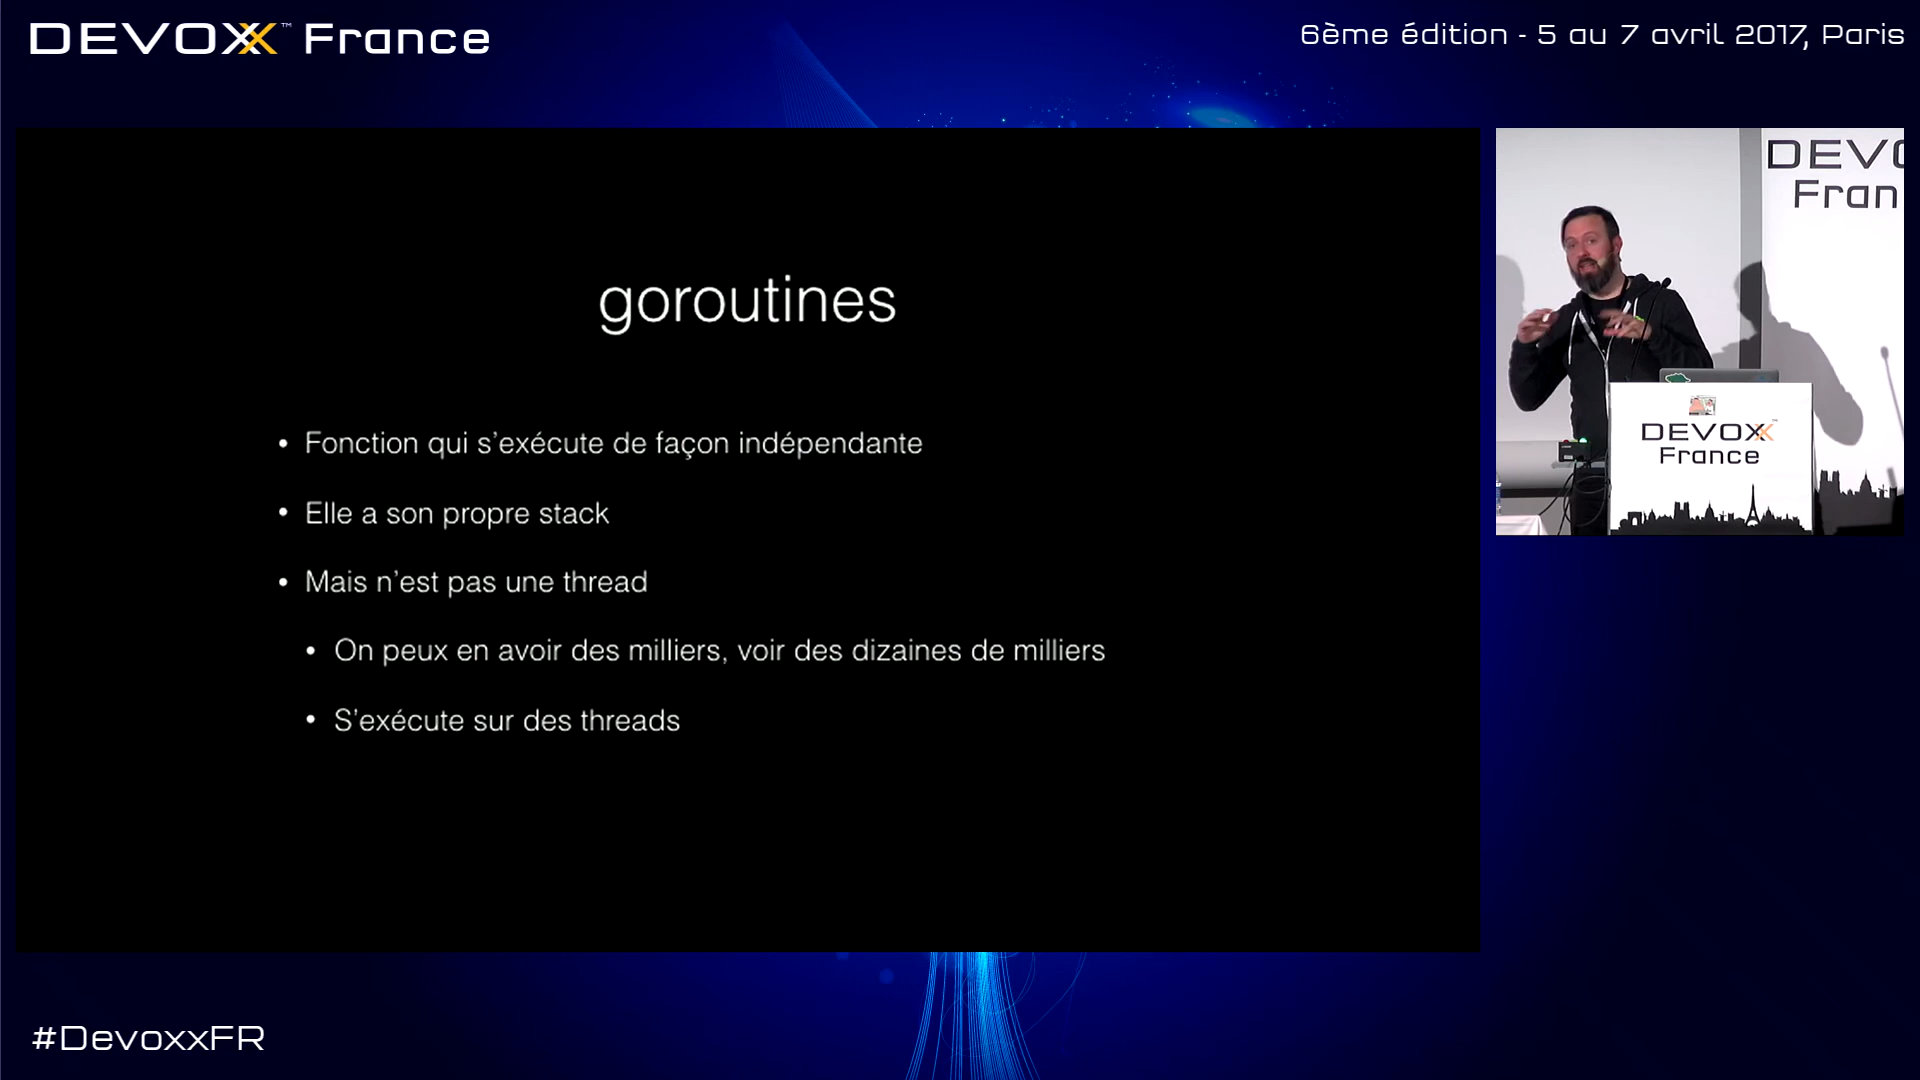 DEVOXX™ France
6ème édition - 5 au 7 avril 2017, Paris
goroutines
• Fonction qui s'exécute de façon indépendante
• Elle a son propre stack
• Mais n'est pas une thread
• On peux en avoir des milliers, voir des dizaines de milliers
• S'exécute sur des threads
DEVO
Fran
DEVOXX™
France
#DevoxxFR